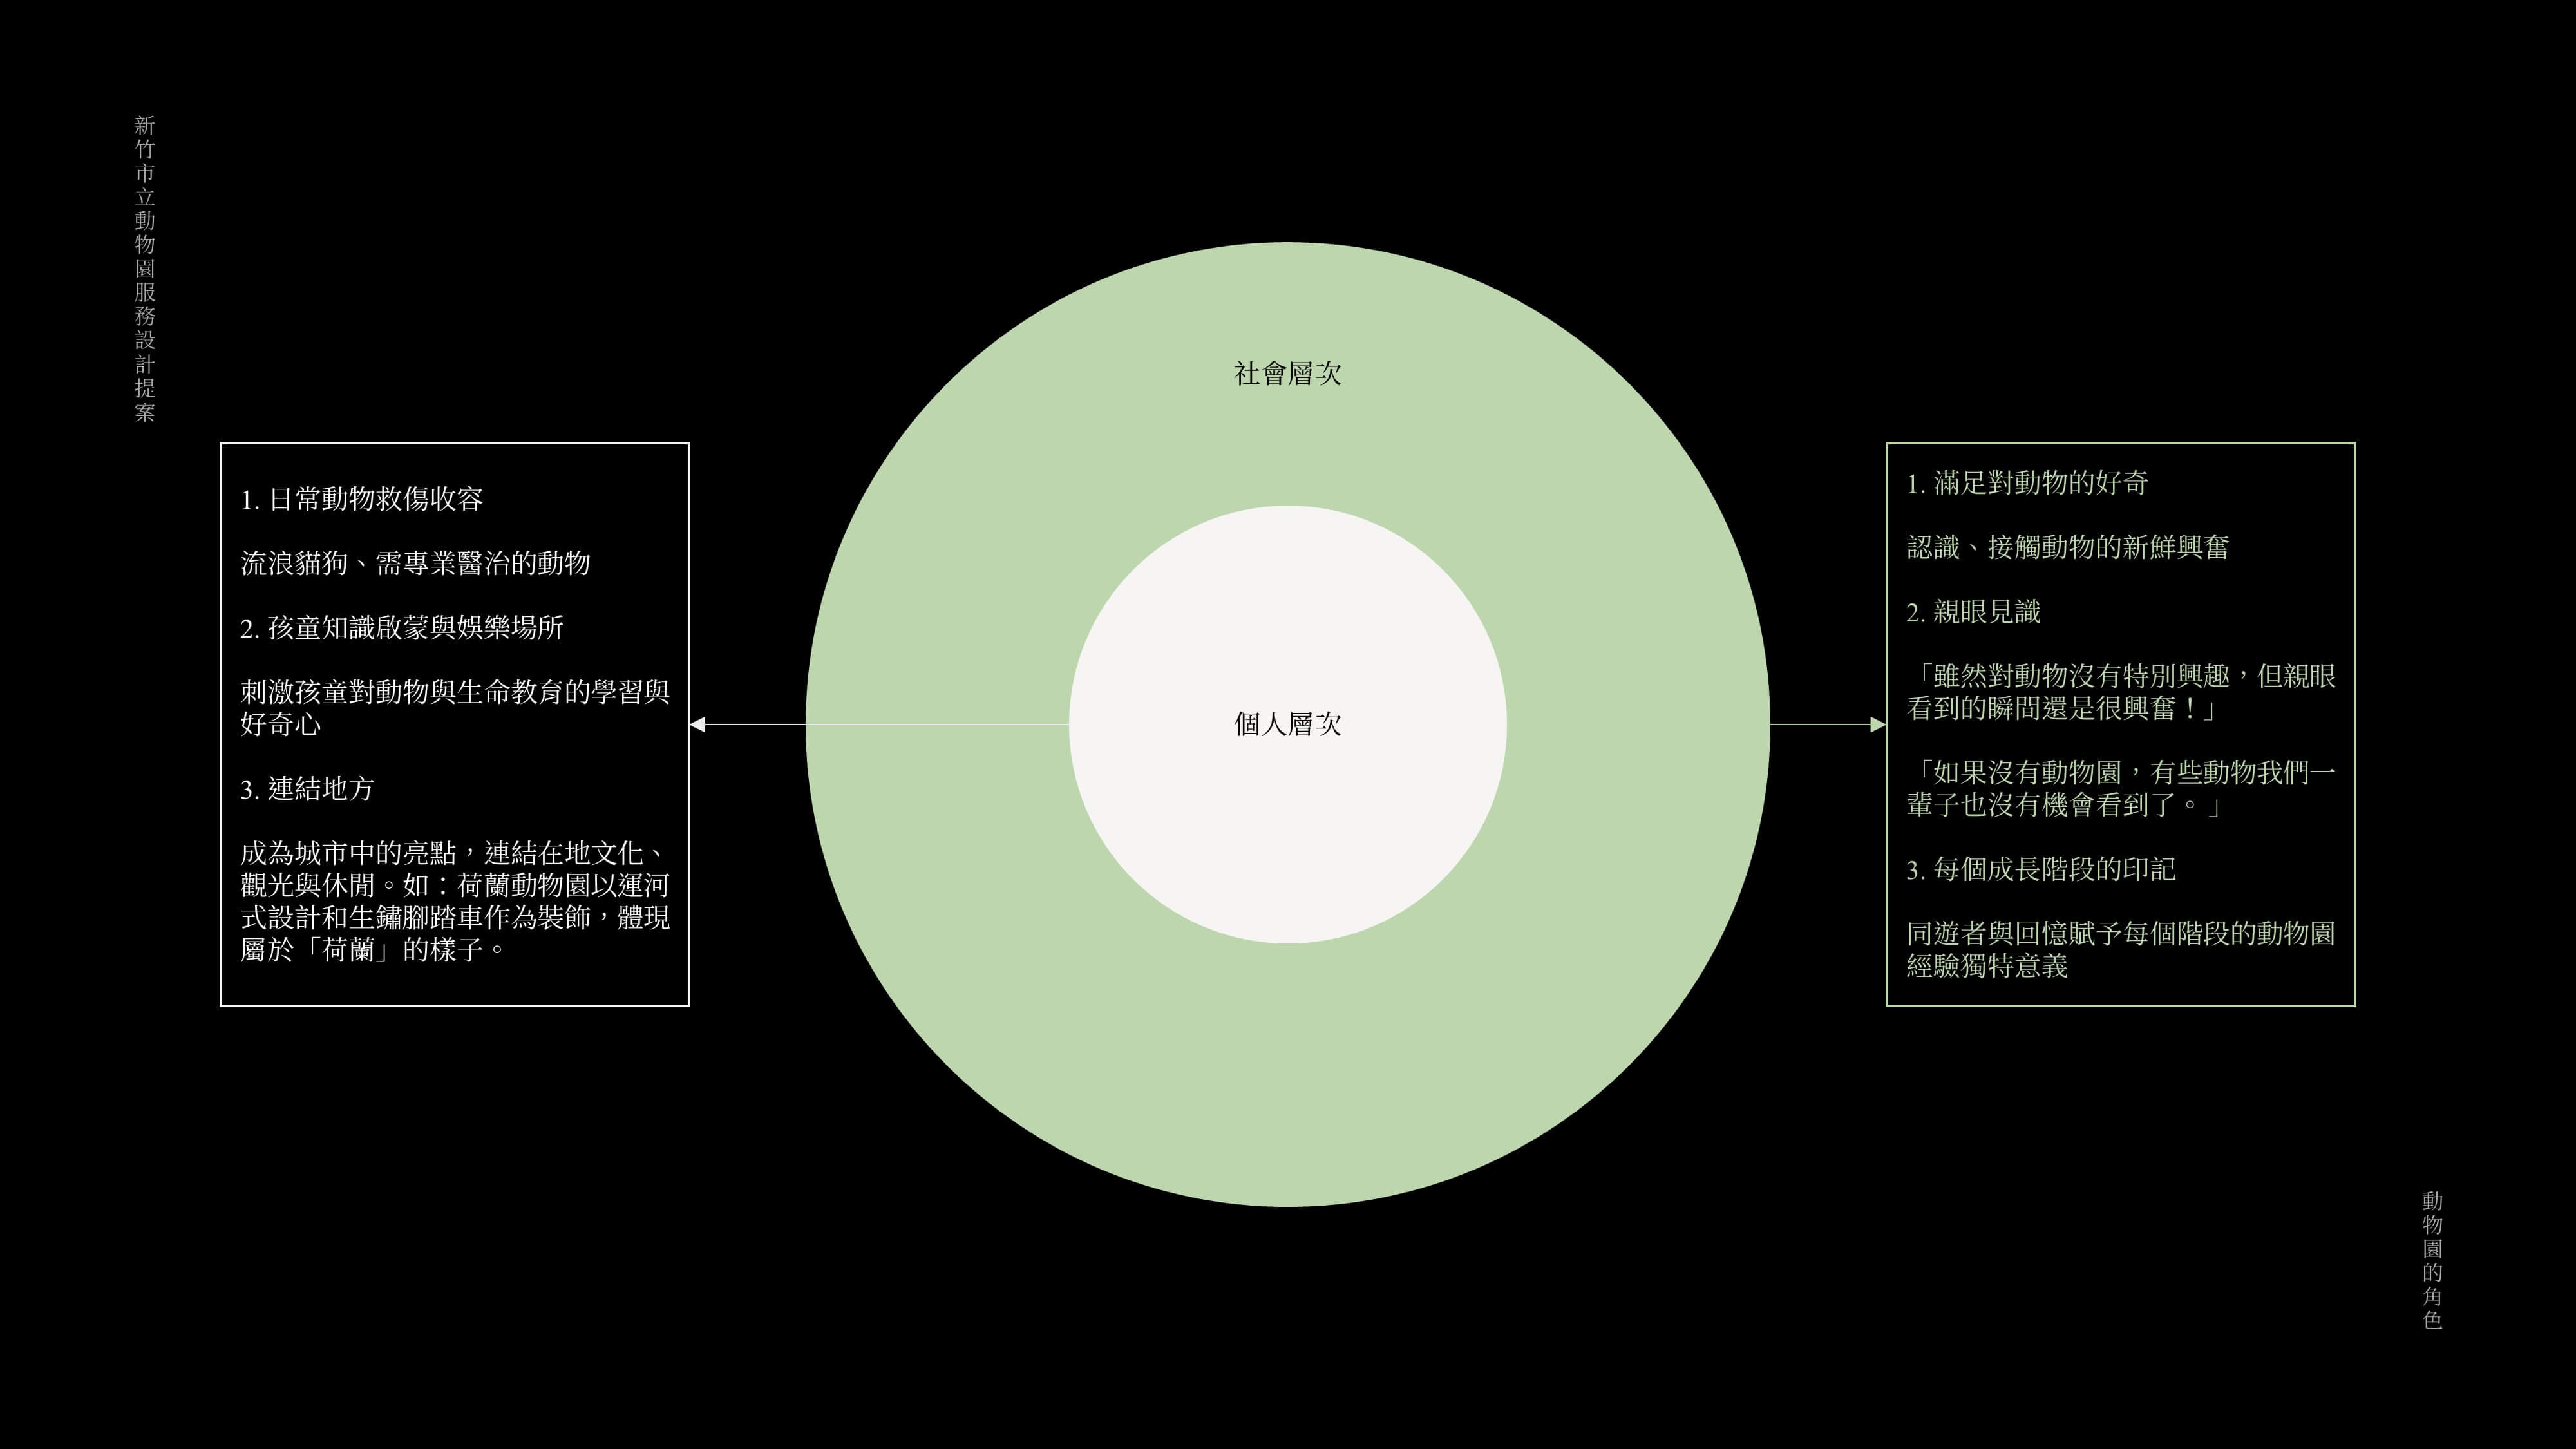 新竹市立動物園服務設計提案
社會層次
個人層次
1. 日常動物救傷收容
流浪貓狗、需專業醫治的動物
2. 孩童知識啟蒙與娛樂場所
刺激孩童對動物與生命教育的學習與
好奇心
3. 連結地方
成為城市中的亮點，連結在地文化、
觀光與休閒。如：荷蘭動物園以運河
式設計和生鏽腳踏車作為裝飾，體現
屬於「荷蘭」的樣子。
1. 滿足對動物的好奇
認識、接觸動物的新鮮興奮
2. 親眼見識
「雖然對動物沒有特別興趣，但親眼
看到的瞬間還是很興奮！」
「如果沒有動物園，有些動物我們一
輩子也沒有機會看到了。」
3. 每個成長階段的印記
同遊者與回憶賦予每個階段的動物園
經驗獨特意義
動物園的角色